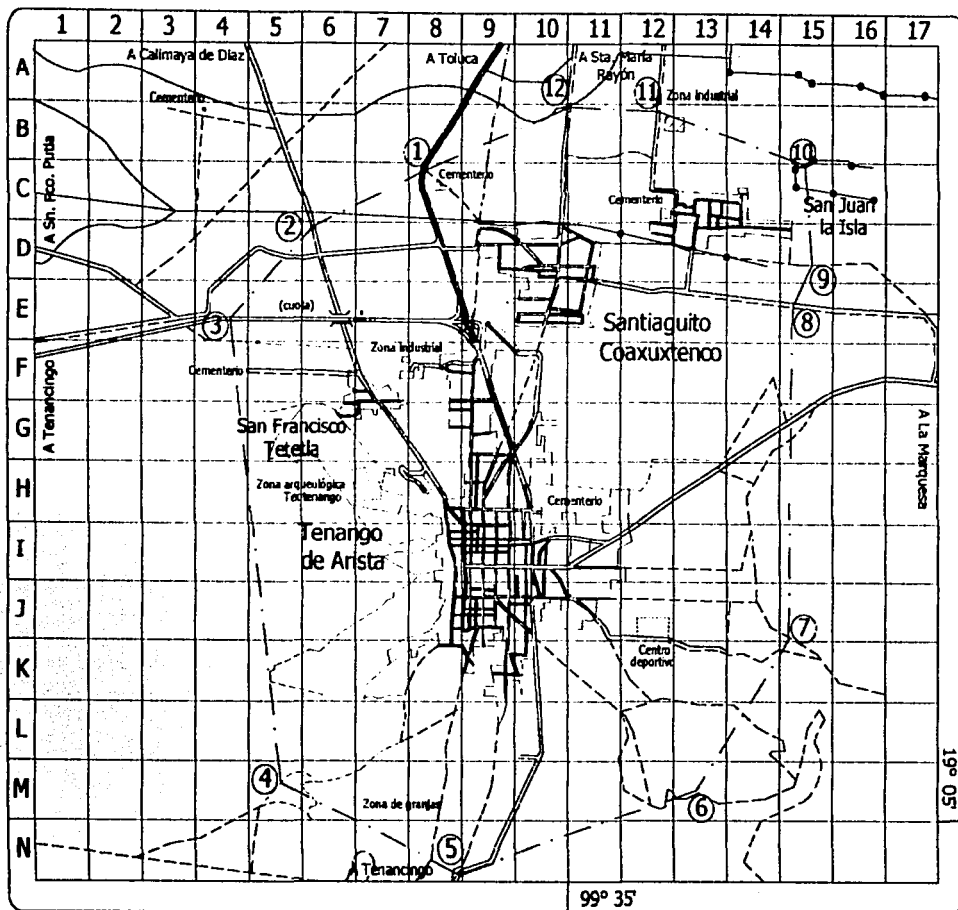 1 2 3 4 5 6 7 8 9 10 11 12 13 14 15 16 17
A
B
C
D
E
F
G
H
I
J
K
L
M
N
A Calimaya de Diaz
A Toluca
A Sta. María
Rayón
Cementerio
12
11
Zona Industrial
A Sn. Fco. Putla
1
Cementerio
10
Cementerio
San Juan
la Isla
2
9
(cuota)
3
8
Santiaguito
Coaxuxtenco
Zona Industrial
Cementerio
A Tenancingo
San Francisco
Tetetla
A La Marquesa
Zona arqueológica
Teotenango
Cementerio
Tenango
de Arista
7
Centro
deportivo
4
6
Zona de granjas
5
A Tenancingo
19° 05'
99° 35'